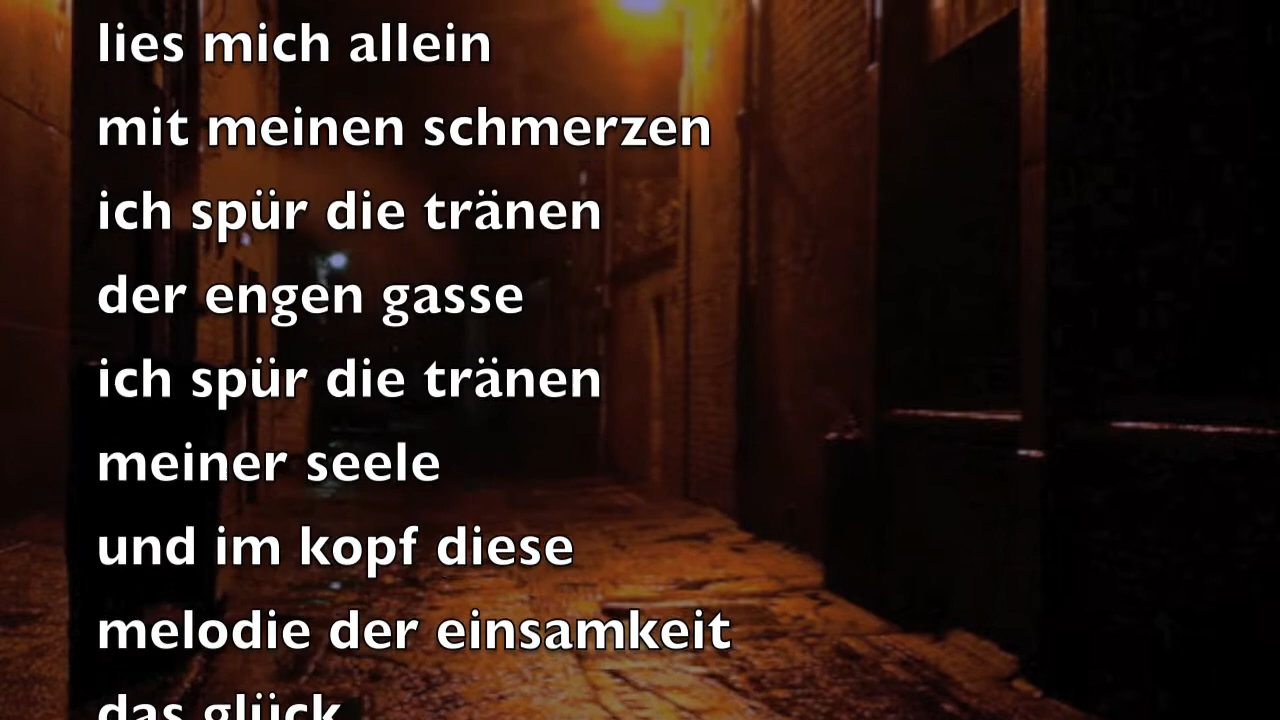 lies mich allein
mit meinen schmerzen
ich spür die tränen
der engen gasse
ich spür die tränen
meiner seele
und im kopf diese
melodie der einsamkeit
das glück